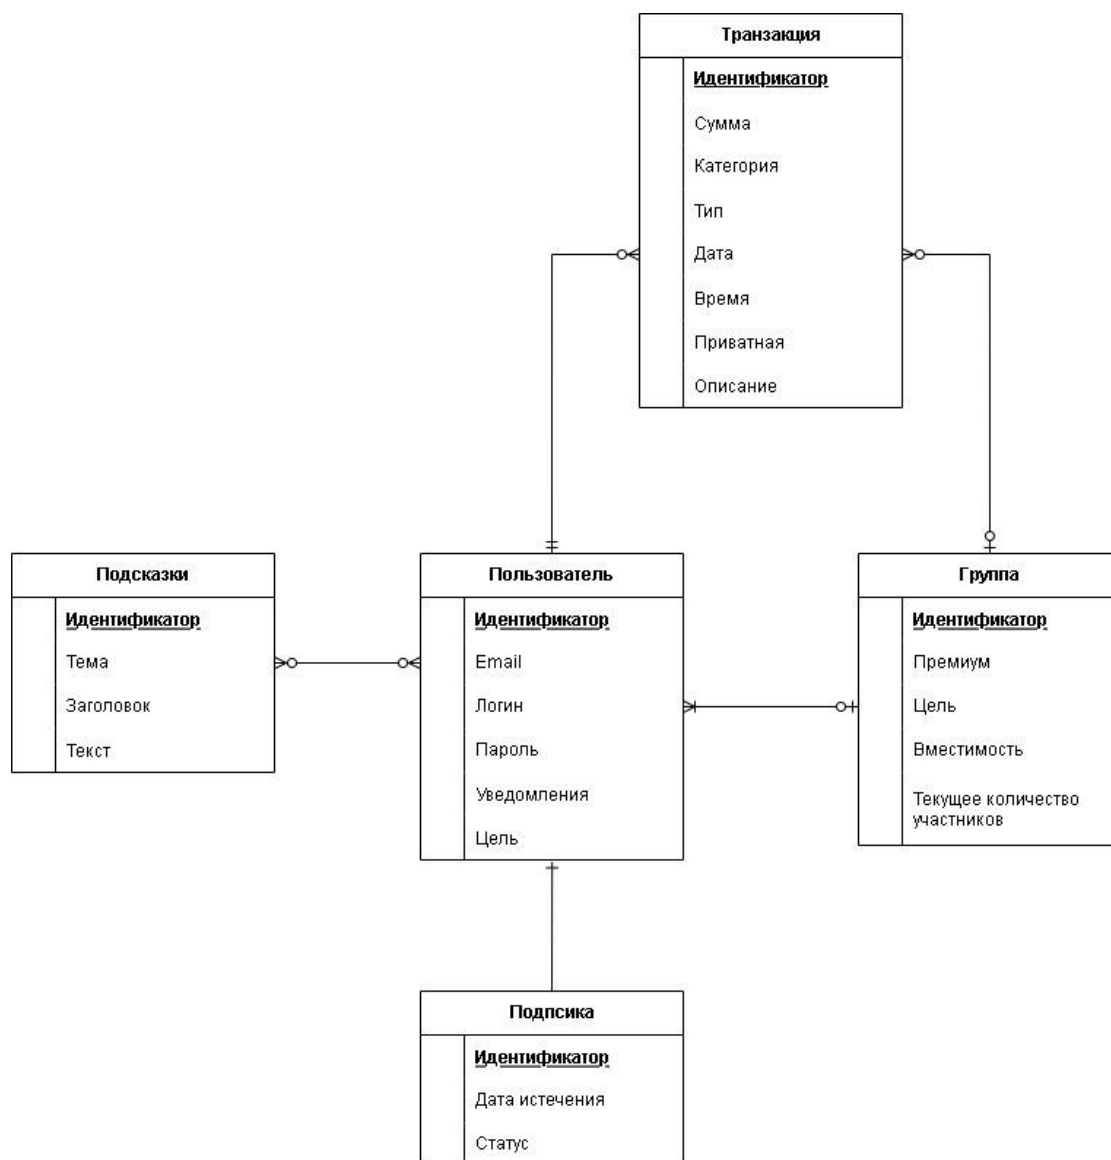 Транзакция
Идентификатор
Сумма
Категория
Тип
Дата
Время
Приватная
Описание
Подсказки
Идентификатор
Тема
Заголовок
Текст
Пользователь
Идентификатор
Email
Логин
Пароль
Уведомления
Цель
Группа
Идентификатор
Премиум
Цель
Вместимость
Текущее количество
участников
Подпсика
Идентификатор
Дата истечения
Статус